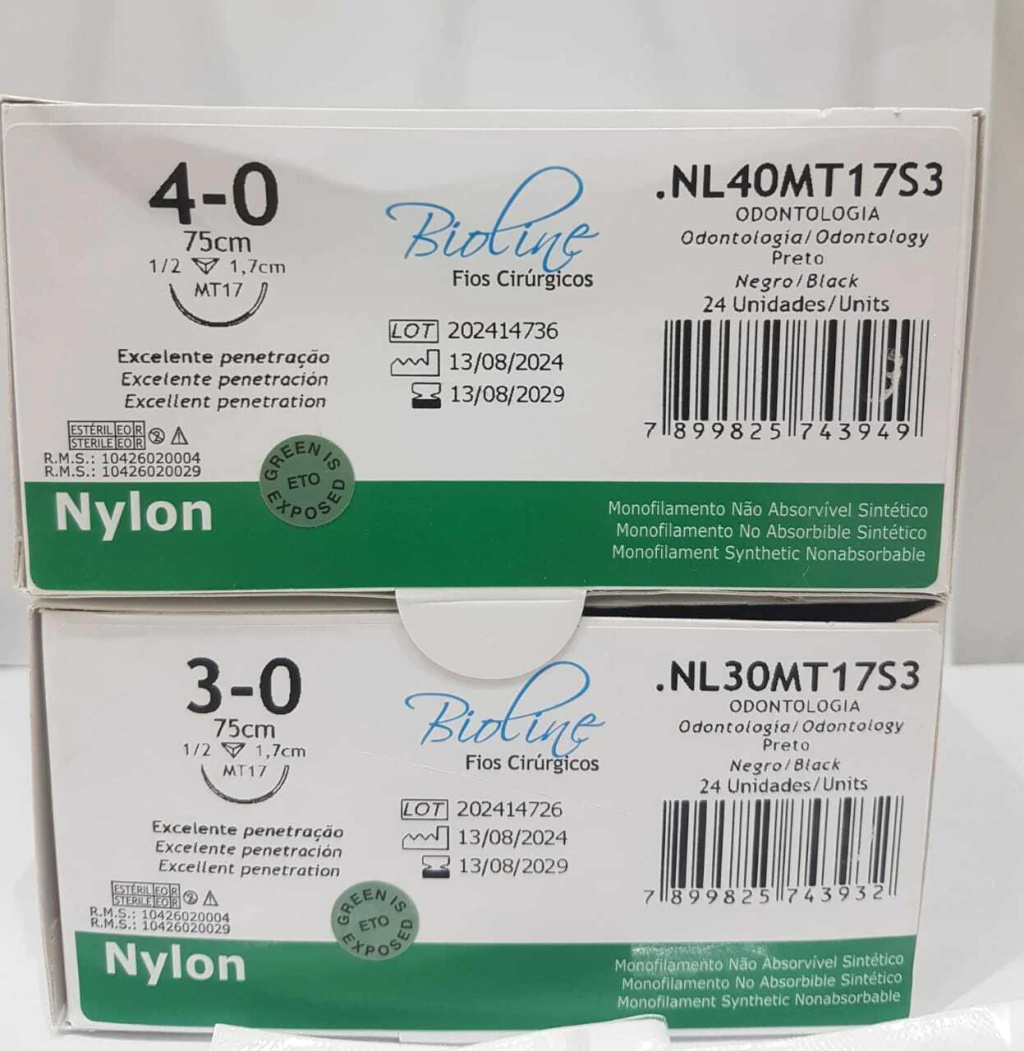 4-0
75cm
1/2 1,7cm
MT17
Excelente penetração
Excelente penetración
Excellent penetration
ESTÉRIL EO R
STERILE EO R
R.M.S.: 10426020004
R.M.S.: 10426020029
GREEN IS
ETO
EXPOSED
Nylon
Bioline
Fios Cirúrgicos
LOT 202414736
13/08/2024
13/08/2029
.NL40MT17S3
ODONTOLOGIA
Odontología/Odontology
Preto
Negro/Black
24 Unidades/Units
7 899825 743949
Monofilamento Não Absorvível Sintético
Monofilamento No Absorbible Sintético
Monofilament Synthetic Nonabsorbable
3-0
75cm
1/2 1,7cm
MT17
Excelente penetração
Excelente penetración
Excellent penetration
ESTÉRIL EO R
STERILE EO R
R.M.S.: 10426020004
R.M.S.: 10426020029
GREEN IS
ETO
EXPOSED
Nylon
Bioline
Fios Cirúrgicos
LOT 202414726
13/08/2024
13/08/2029
.NL30MT17S3
ODONTOLOGIA
Odontología/Odontology
Preto
Negro/Black
24 Unidades/Units
7 899825 743932
Monofilamento Não Absorvível Sintético
Monofilamento No Absorbible Sintético
Monofilament Synthetic Nonabsorbable